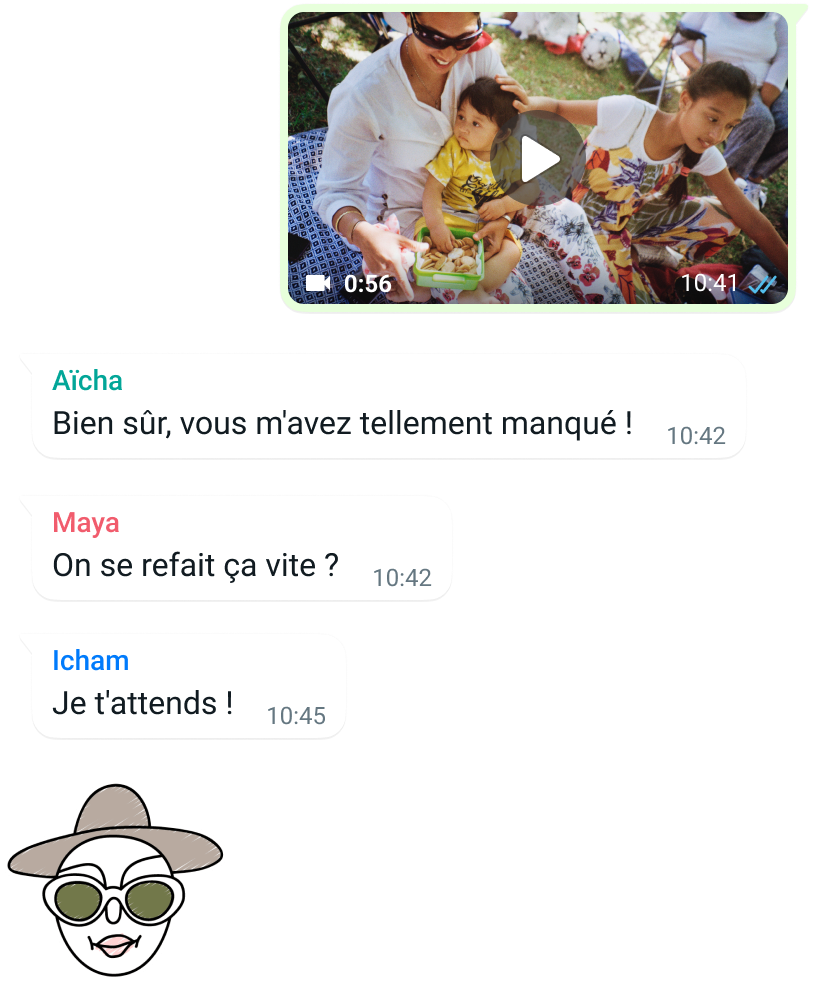 0:56 10:41
Aïcha
Bien sûr, vous m'avez tellement manqué ! 10:42
Maya
On se refait ça vite ? 10:42
Icham
Je t'attends ! 10:45